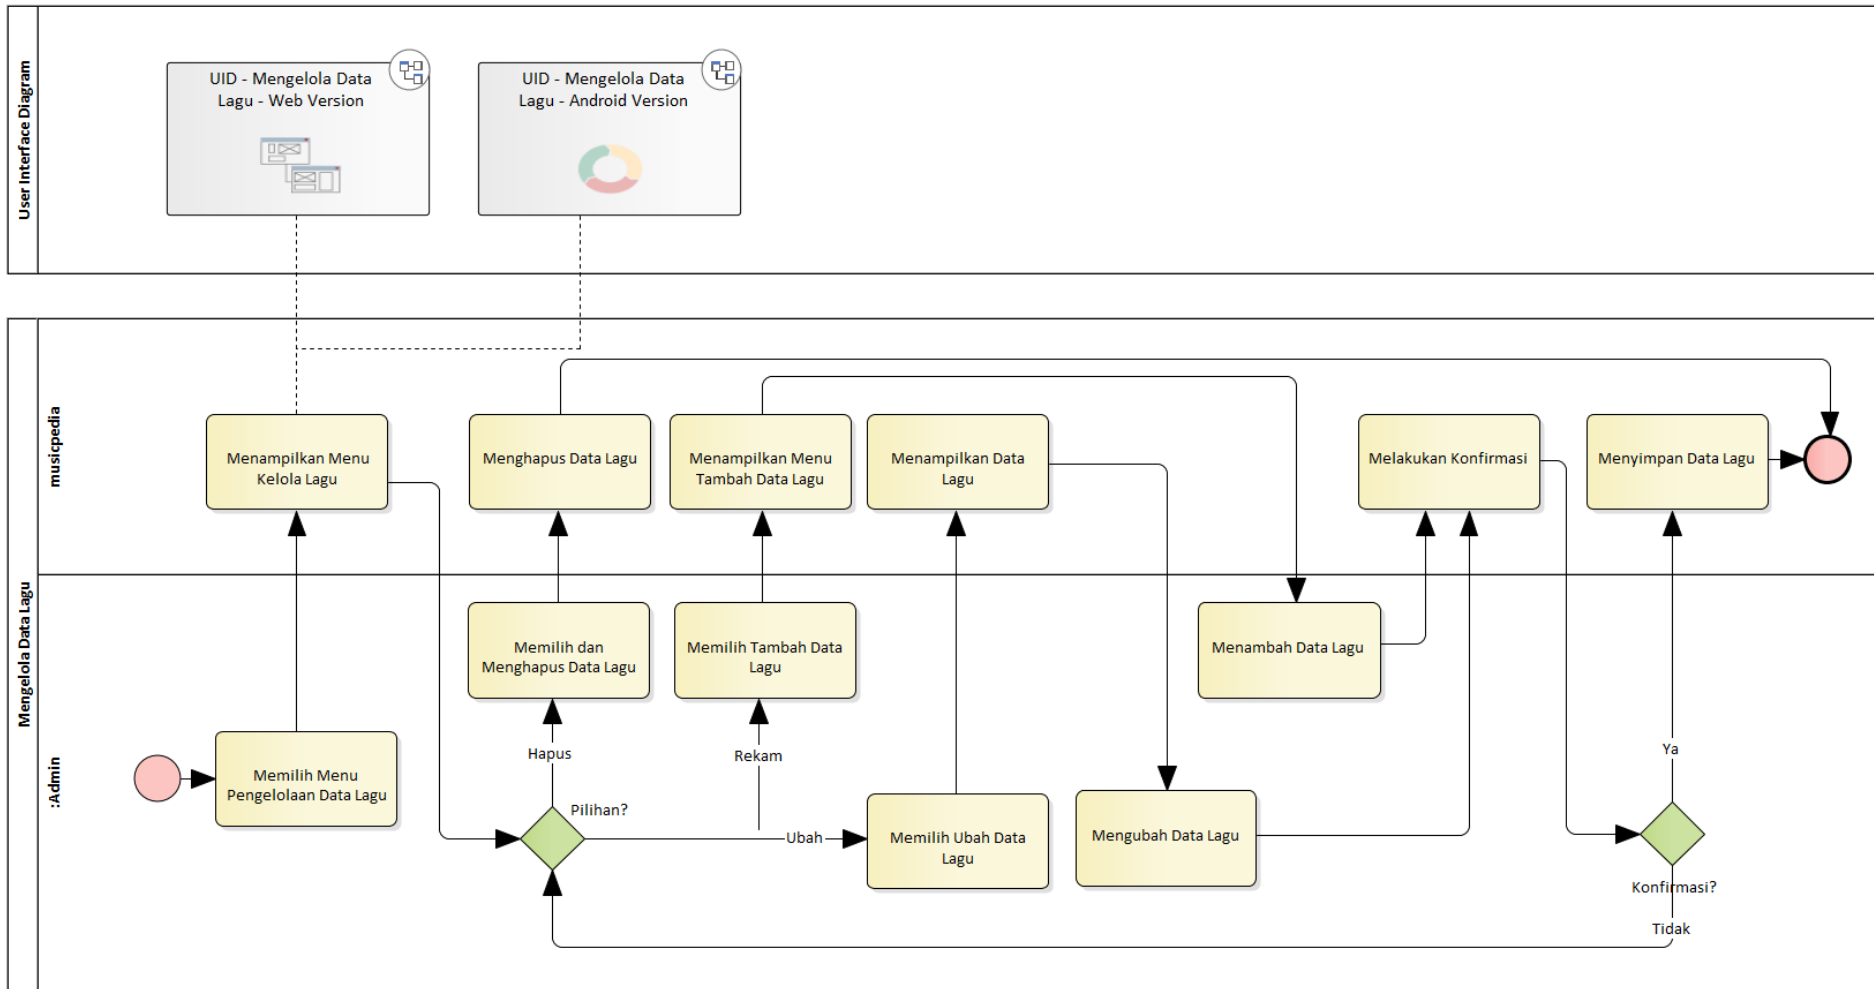 User Interface Diagram
UID - Mengelola Data
Lagu - Web Version
UID - Mengelola Data
Lagu - Android Version
Mengelola Data Lagu
musicpedia
Menampilkan Menu
Kelola Lagu
Menghapus Data Lagu
Menampilkan Menu
Tambah Data Lagu
Menampilkan Data
Lagu
Melakukan Konfirmasi
Menyimpan Data Lagu
:Admin
Memilih dan
Menghapus Data Lagu
Memilih Tambah Data
Lagu
Menambah Data Lagu
Memilih Menu
Pengelolaan Data Lagu
Hapus
Rekam
Ya
Pilihan?
Ubah
Memilih Ubah Data
Lagu
Mengubah Data Lagu
Konfirmasi?
Tidak